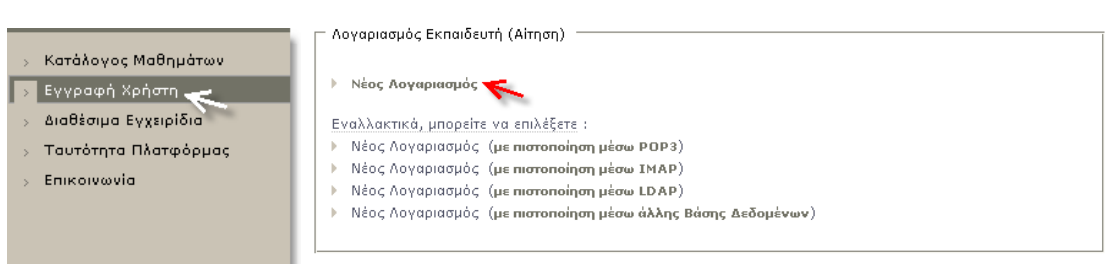 Κατάλογος Μαθημάτων
Εγγραφή Χρήστη
Διαθέσιμα Εγχειρίδια
Ταυτότητα Πλατφόρμας
Επικοινωνία
Λογαριασμός Εκπαιδευτή (Αίτηση)
Νέος Λογαριασμός
Εναλλακτικά, μπορείτε να επιλέξετε :
Νέος Λογαριασμός (με πιστοποίηση μέσω POP3)
Νέος Λογαριασμός (με πιστοποίηση μέσω IMAP)
Νέος Λογαριασμός (με πιστοποίηση μέσω LDAP)
Νέος Λογαριασμός (με πιστοποίηση μέσω άλλης Βάσης Δεδομένων)